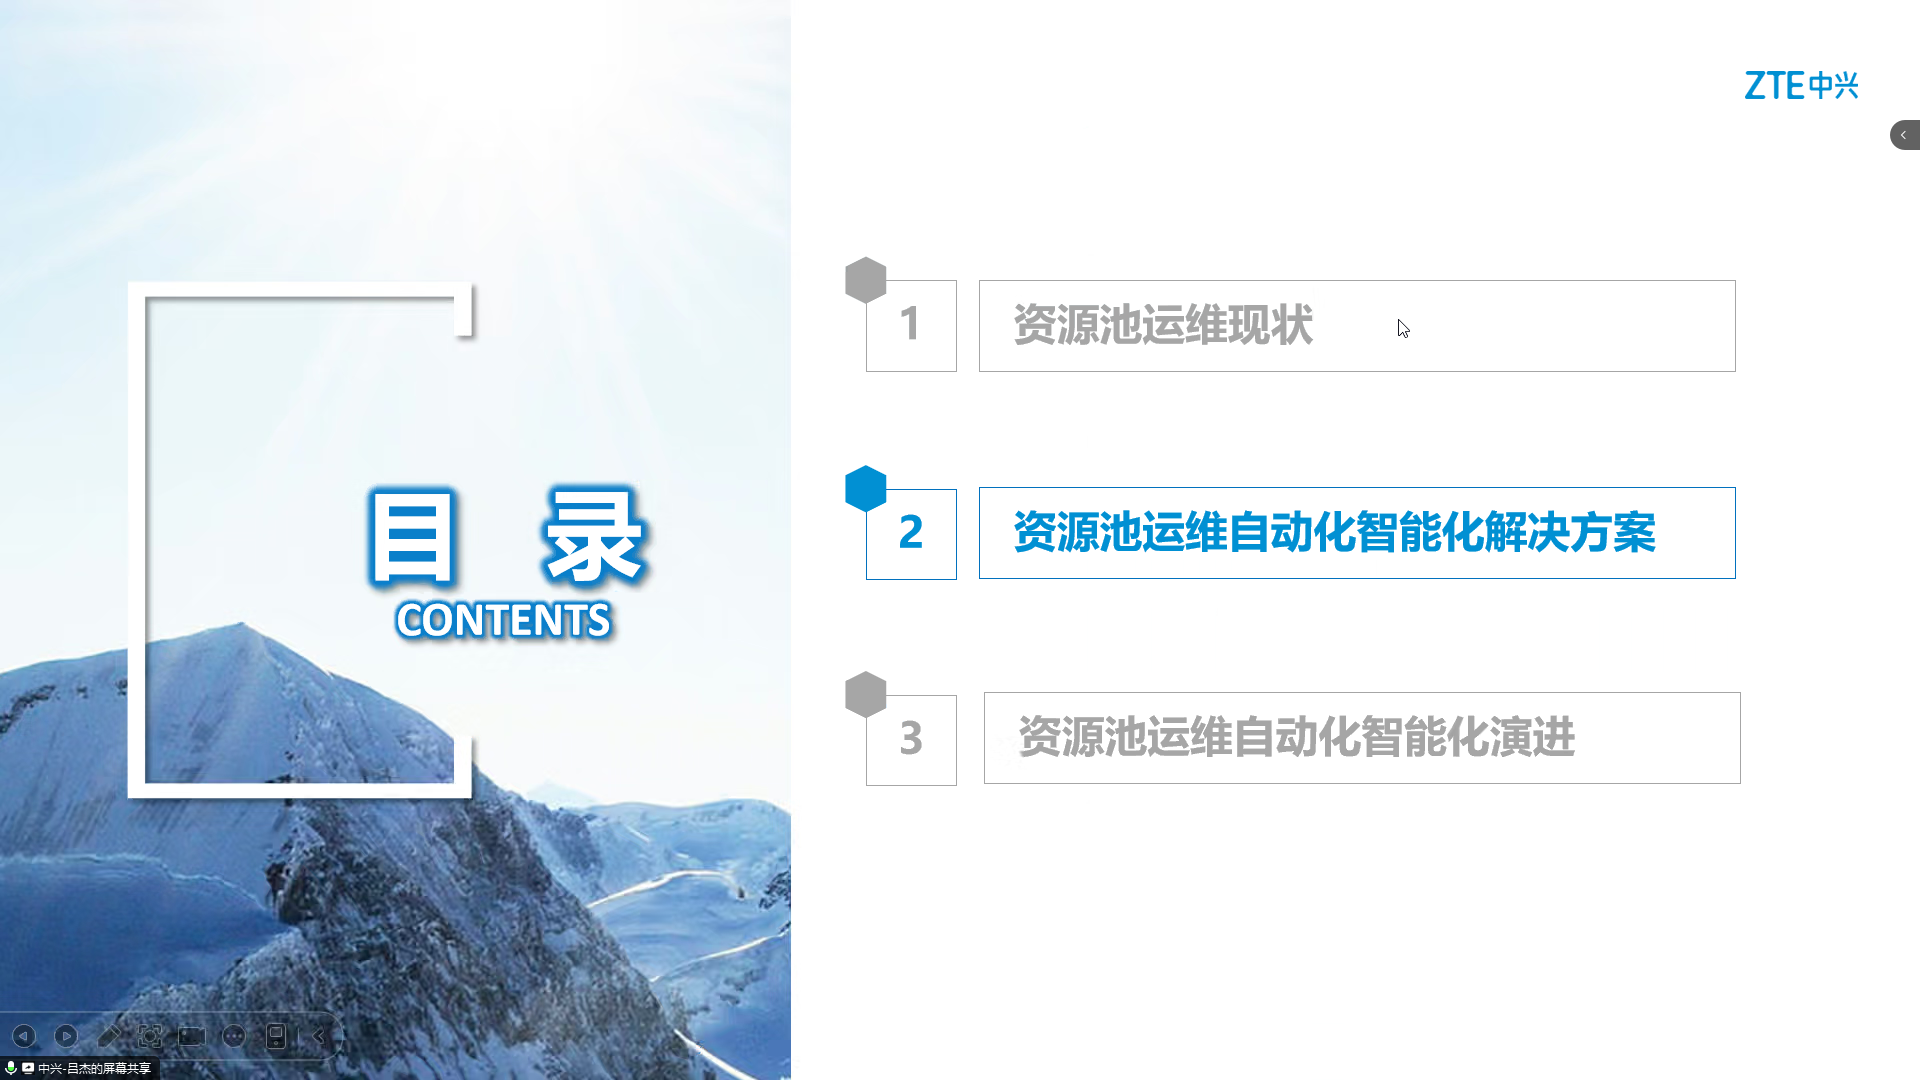 ZTE中兴
目 录
CONTENTS
1
资源池运维现状
2
资源池运维自动化智能化解决方案
3
资源池运维自动化智能化演进
中兴-吕杰的屏幕共享